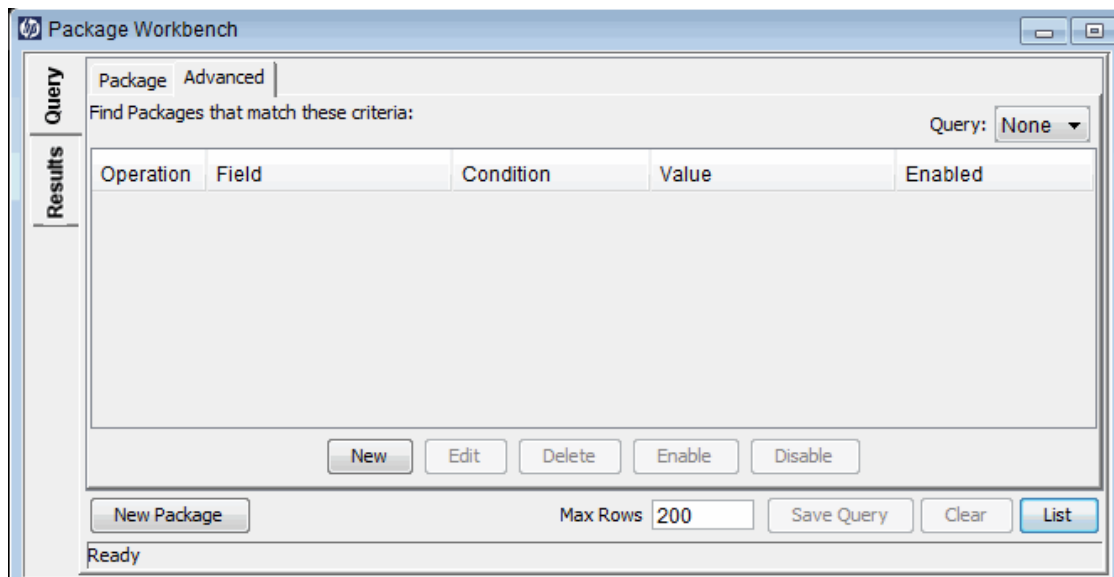 Package Workbench
Query
Results
Package Advanced
Find Packages that match these criteria:
Query: None
Operation Field Condition Value Enabled
New Edit Delete Enable Disable
New Package Max Rows 200 Save Query Clear List
Ready